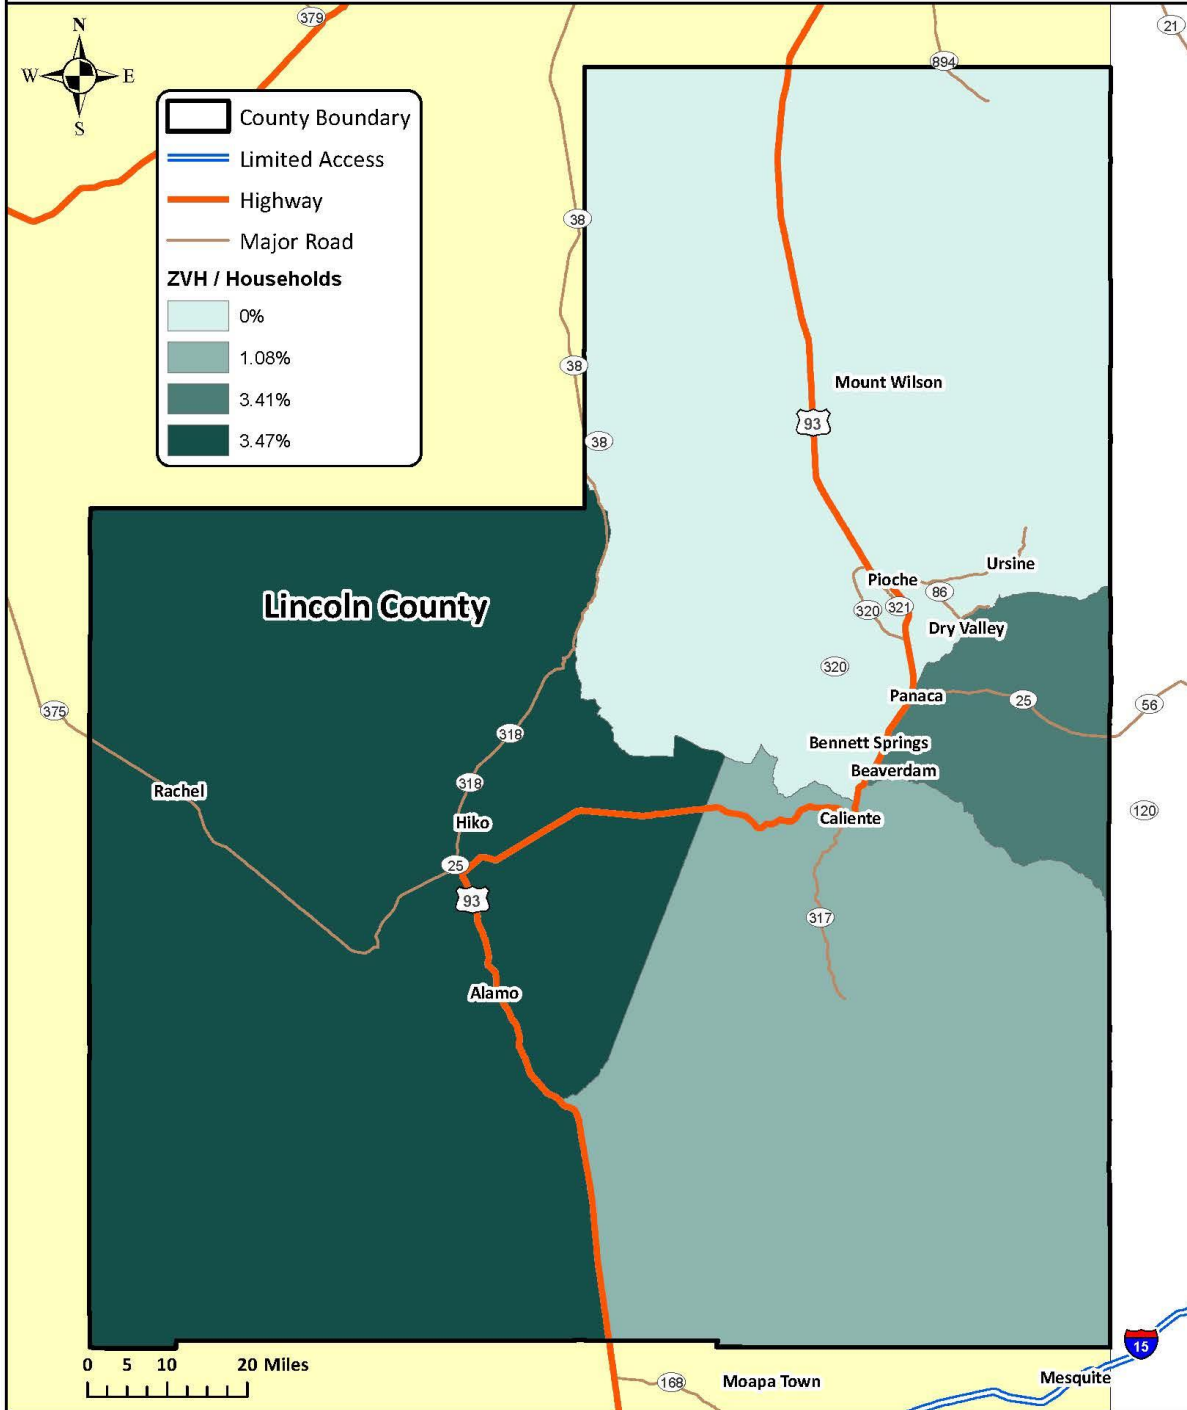 379
21
N
W E
S
894
County Boundary
Limited Access
Highway
Major Road
ZVH / Households
0%
1.08%
3.41%
3.47%
38
38
38
Mount Wilson
93
Ursine
Pioche
86
320
321
Lincoln County
Dry Valley
320
Panaca
25
56
375
318
Bennett Springs
Beaverdam
318
Rachel
120
Hiko
Caliente
25
93
317
Alamo
15
0 5 10 20 Miles
168
Moapa Town
Mesquite